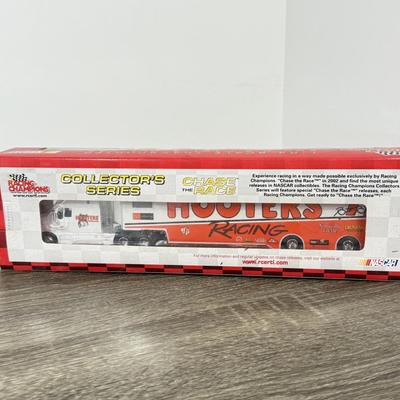 RACING CHAMPIONS
www.rcertl.com
COLLECTOR'S
SERIES
CHASE
THE RACE
Experience racing in a way made possible exclusively by Racing
Champions. "Chase the Race™" in 2002 and find the most unique
releases in NASCAR collectibles. The Racing Champions Collectors
Series will feature special "Chase the Race™" releases, each
Racing Champions. Get ready to "Chase the Race™"!
HOOTERS
HOOTERS
RACING
For more information and regular updates on chase releases, visit our website at
www.rcertl.com
NASCAR